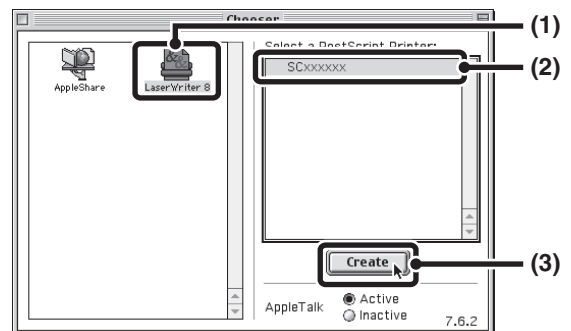 Chooser
Select a PostScript Printer:
SCxxxxxx
AppleShare
LaserWriter 8
Create
AppleTalk
Active
Inactive
7.6.2
(1)
(2)
(3)